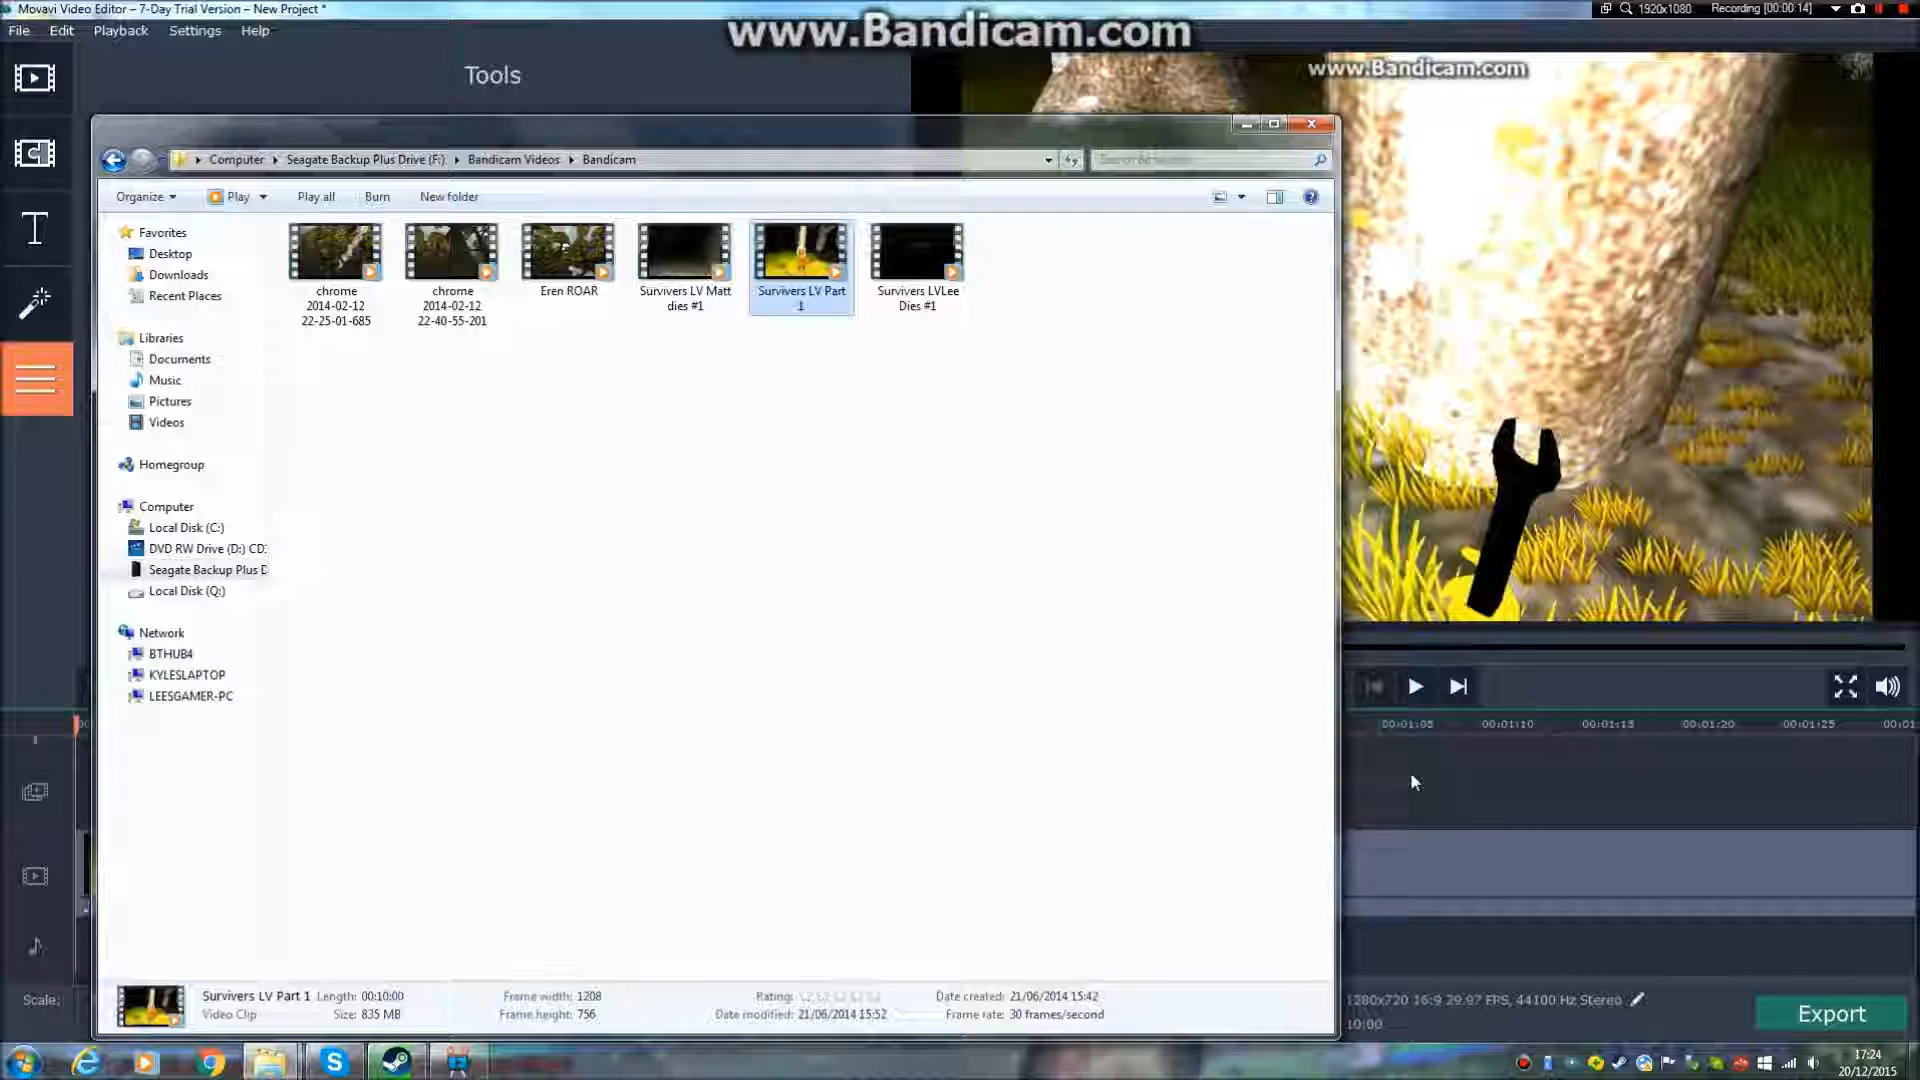 Movavi Video Editor – 7-Day Trial Version – New Project *
1920x1080
Recording [00:00:14]
File Edit Playback Settings Help
www.Bandicam.com
Tools
www.Bandicam.com
Computer Seagate Backup Plus Drive (F:) Bandicam Videos Bandicam
Organize Play Play all Burn New folder
Favorites
Desktop
Downloads
Recent Places
Libraries
Documents
Music
Pictures
Videos
Homegroup
Computer
Local Disk (C:)
DVD RW Drive (D:) CD
Seagate Backup Plus D
Local Disk (Q:)
Network
BTHUB4
KYLESLAPTOP
LEESGAMER-PC
chrome
2014-02-12
22-25-01-685
chrome
2014-02-12
22-40-55-201
Eren ROAR
Survivers LV Matt
dies #1
Survivers LV Part
1
Survivers LVLee
Dies #1
00:01:05 00:01:10 00:01:15 00:01:20 00:01:25 00:01
Scale:
Survivers LV Part 1 Length: 00:10:00 Frame width: 1208 Rating: Date created: 21/06/2014 15:42
Video Clip Size: 835 MB Frame height: 756 Date modified: 21/06/2014 15:52 Frame rate: 30 frames/second
1280x720 16:9 29.97 FPS, 44100 Hz Stereo
10:00
Export
17:24
20/12/2015